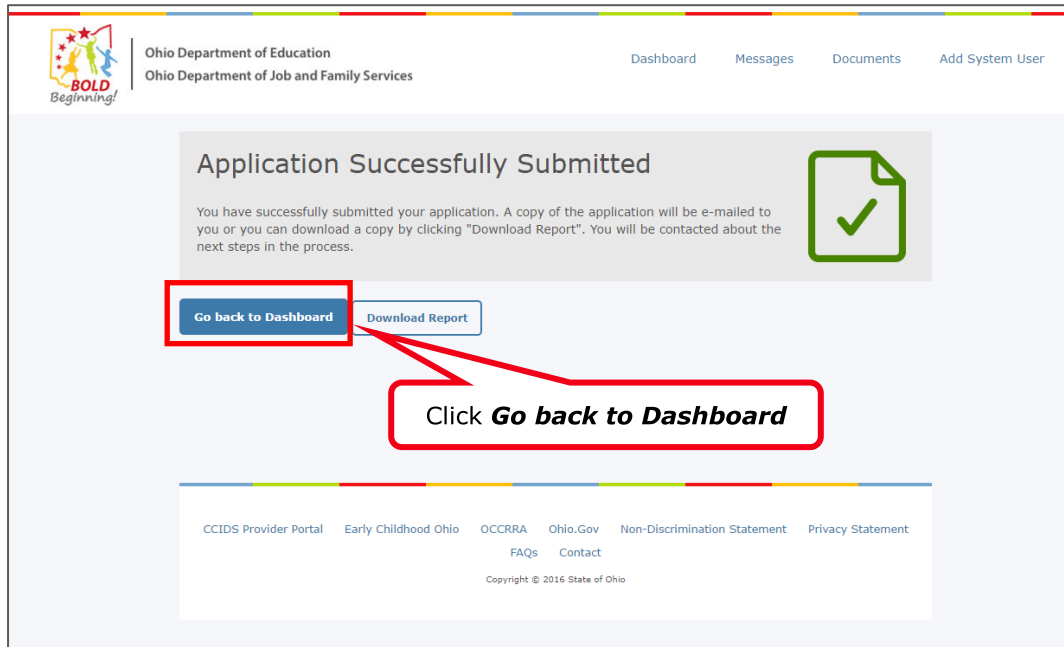 BOLD
Beginning!
Ohio Department of Education
Ohio Department of Job and Family Services
Dashboard Messages Documents Add System User
Application Successfully Submitted
You have successfully submitted your application. A copy of the application will be e-mailed to
you or you can download a copy by clicking "Download Report". You will be contacted about the
next steps in the process.
Go back to Dashboard Download Report
Click Go back to Dashboard
CCIDS Provider Portal Early Childhood Ohio OCCRRA Ohio.Gov Non-Discrimination Statement Privacy Statement
FAQs Contact
Copyright © 2016 State of Ohio